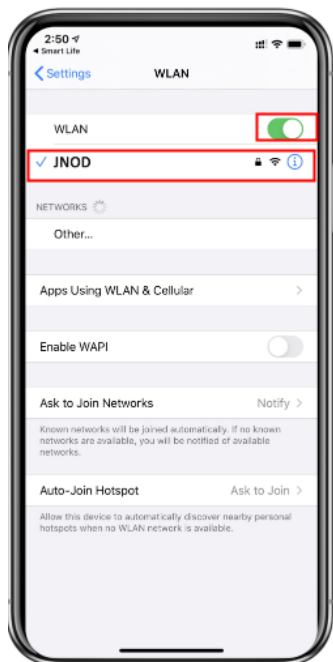 2:50
Smart Life
Settings WLAN
WLAN
JNOD
NETWORKS
Other...
Apps Using WLAN & Cellular
Enable WAPI
Ask to Join Networks Notify
Known networks will be joined automatically. If no known
networks are available, you will be notified of available
networks.
Auto-Join Hotspot Ask to Join
Allow this device to automatically discover nearby personal
hotspots when no WLAN network is available.